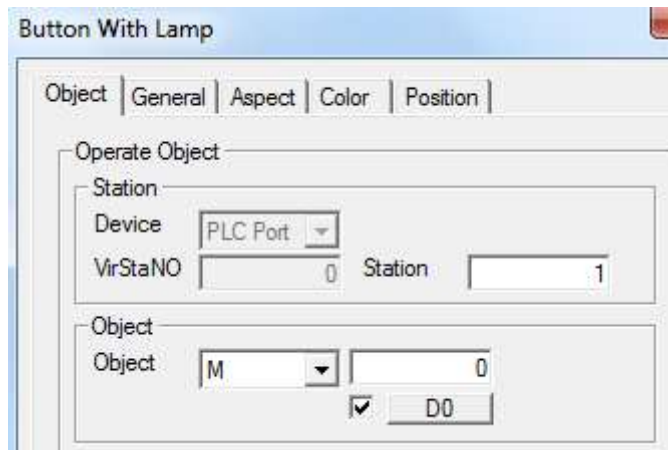 Button With Lamp
Object General Aspect Color Position
Operate Object
Station
Device PLC Port
VirStaNO 0 Station 1
Object
Object M 0
D0